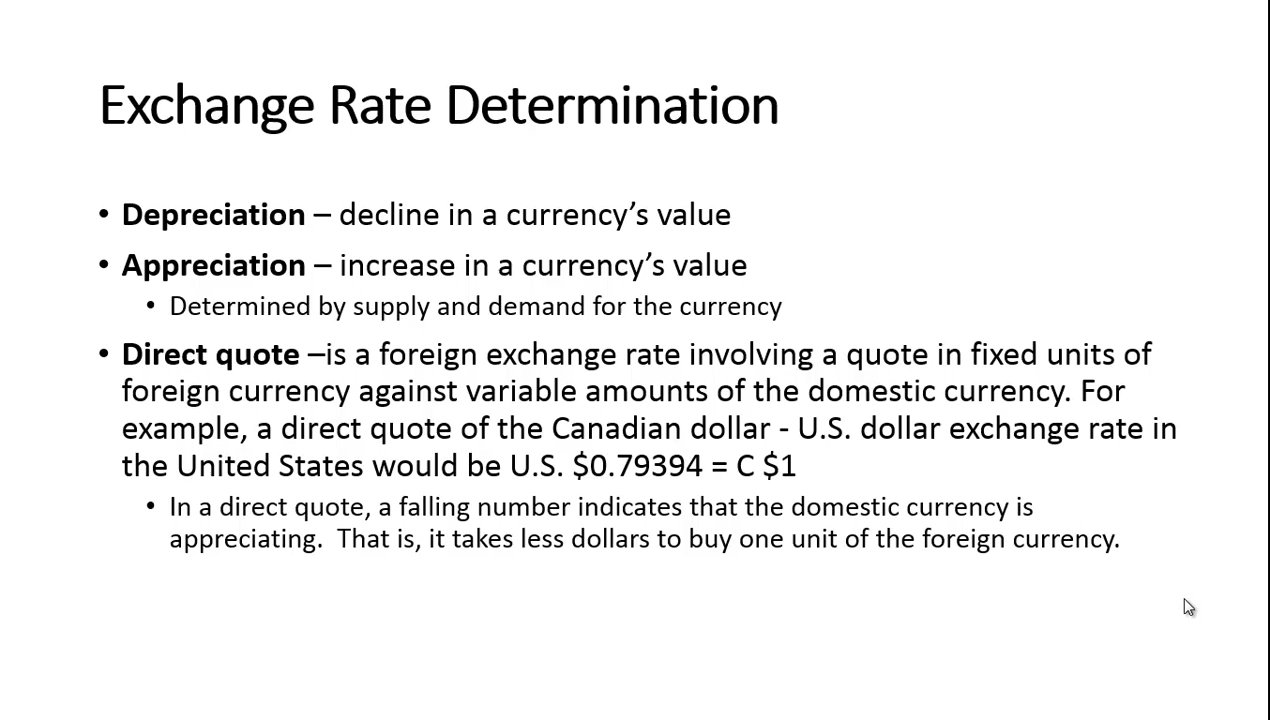 Exchange Rate Determination
• Depreciation – decline in a currency’s value
• Appreciation – increase in a currency’s value
• Determined by supply and demand for the currency
• Direct quote –is a foreign exchange rate involving a quote in fixed units of
foreign currency against variable amounts of the domestic currency. For
example, a direct quote of the Canadian dollar - U.S. dollar exchange rate in
the United States would be U.S. $0.79394 = C $1
• In a direct quote, a falling number indicates that the domestic currency is
appreciating.  That is, it takes less dollars to buy one unit of the foreign currency.